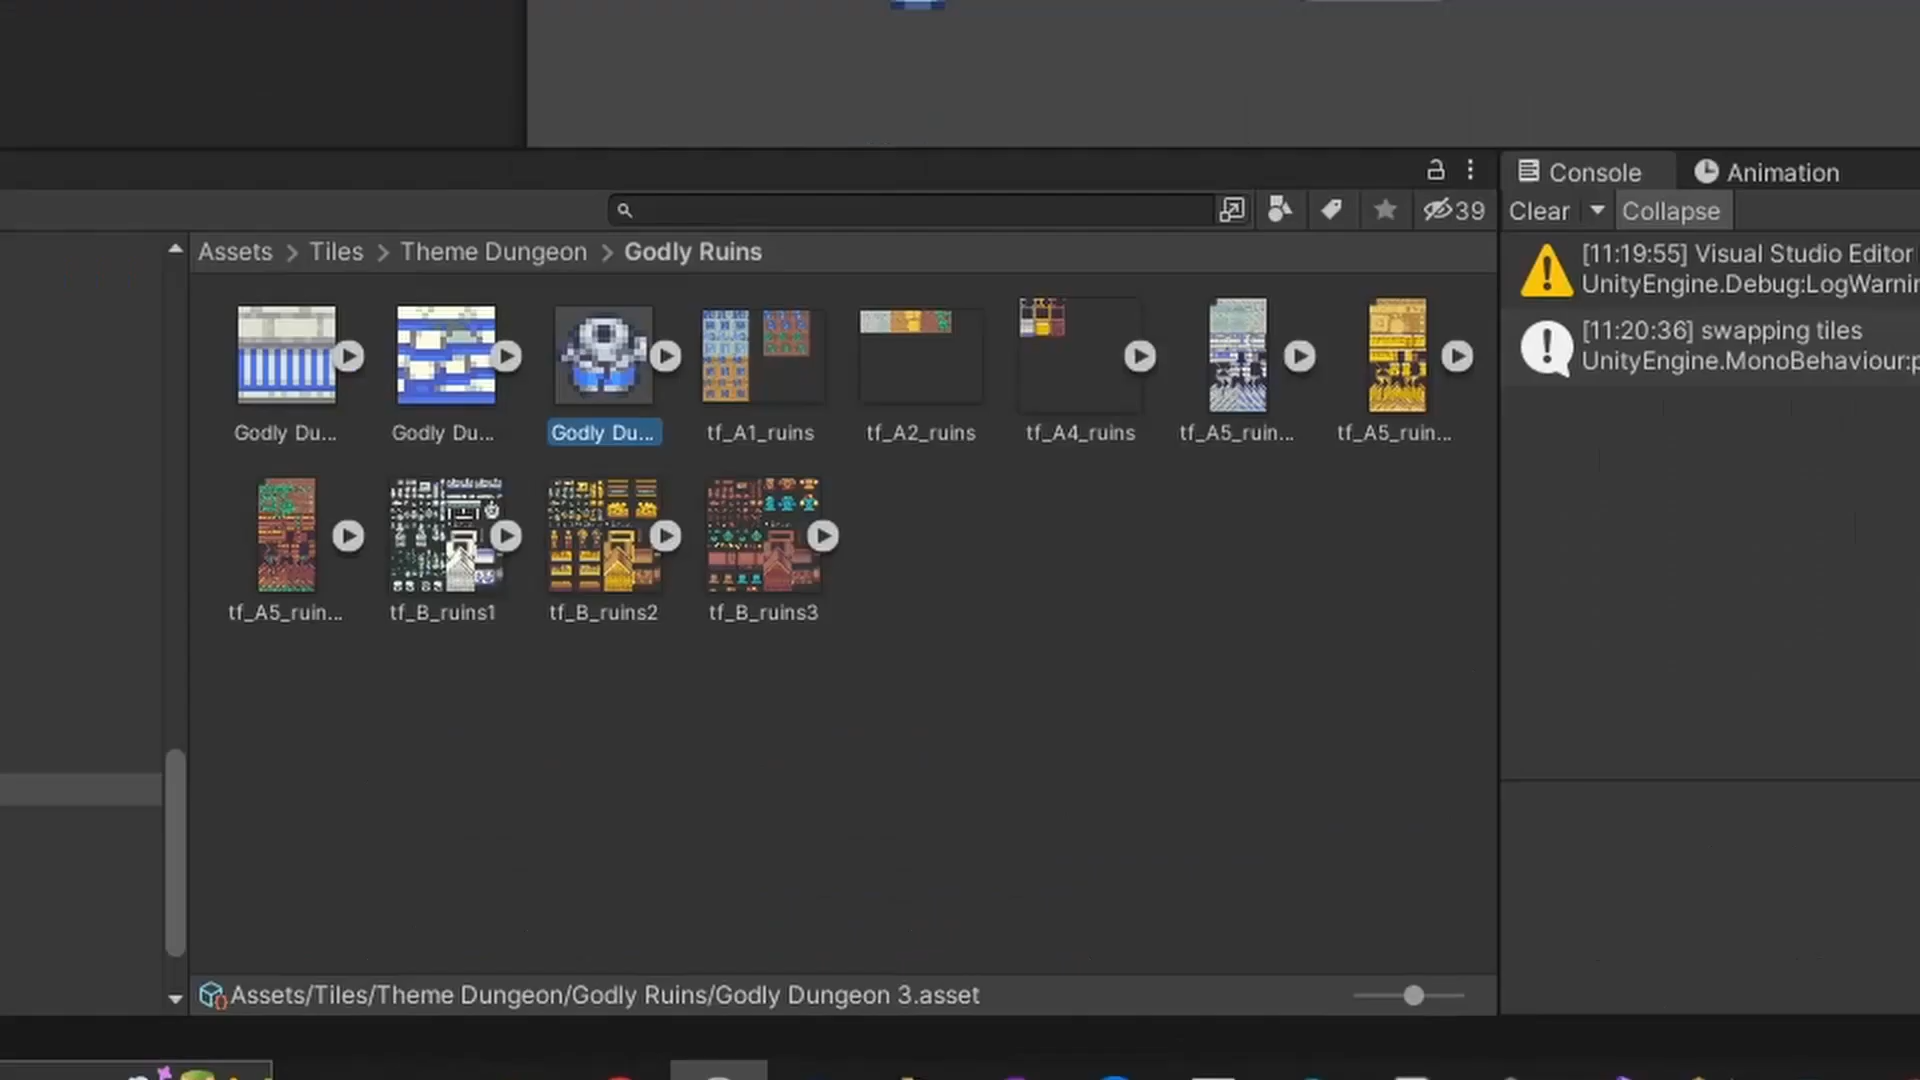 Console
Animation
39
Clear
Collapse
Assets > Tiles > Theme Dungeon > Godly Ruins
[11:19:55] Visual Studio Editor
UnityEngine.Debug:LogWarnin
[11:20:36] swapping tiles
UnityEngine.MonoBehaviour:p
Godly Du...
Godly Du...
Godly Du...
tf_A1_ruins
tf_A2_ruins
tf_A4_ruins
tf_A5_ruin...
tf_A5_ruin...
tf_A5_ruin...
tf_B_ruins1
tf_B_ruins2
tf_B_ruins3
Assets/Tiles/Theme Dungeon/Godly Ruins/Godly Dungeon 3.asset